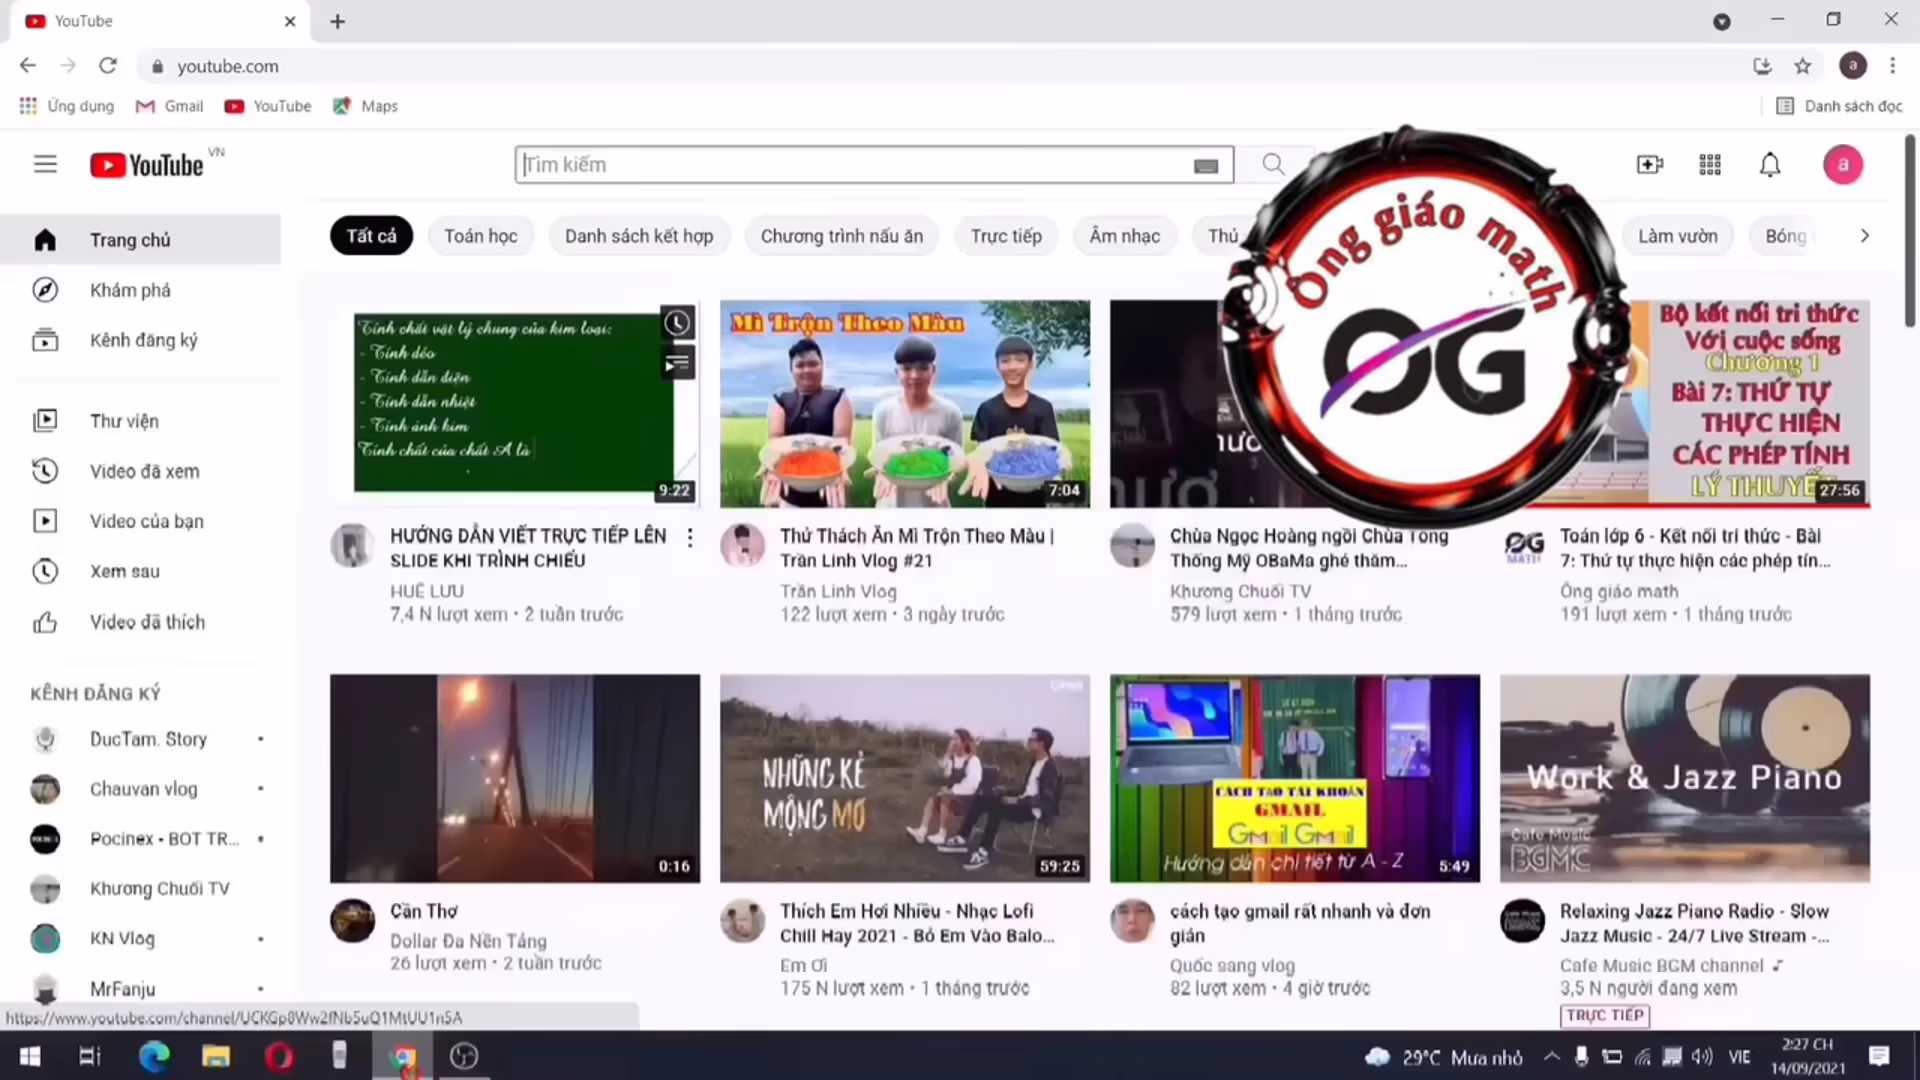 YouTube
youtube.com
Ứng dụng
Gmail
YouTube
Maps
Danh sách đọc
YouTube VN
Tìm kiếm
a
a
Tất cả
Toán học
Danh sách kết hợp
Chương trình nấu ăn
Trực tiếp
Âm nhạc
Thú
Làm vườn
Bóng
Ông giáo math
OG
Trang chủ
Khám phá
Kênh đăng ký
Thư viện
Video đã xem
Video của bạn
Xem sau
Video đã thích
KÊNH ĐĂNG KÝ
DucTam. Story
Chauvan vlog
Pocinex - BOT TR...
Khương Chuối TV
KN Vlog
MrFanju
Tính chất vật lý chung của kim loại:
- Tính dẻo
- Tính dẫn điện
- Tính dẫn nhiệt
- Tính ánh kim
Tính chất của chất A là
9:22
HƯỚNG DẪN VIẾT TRỰC TIẾP LÊN
SLIDE KHI TRÌNH CHIẾU
HUÊ LƯU
7,4 N lượt xem • 2 tuần trước
Mì Trộn Theo Màu
7:04
Thử Thách Ăn Mì Trộn Theo Màu |
Trần Linh Vlog #21
Trần Linh Vlog
122 lượt xem • 3 ngày trước
Chùa Ngọc Hoàng ngồi Chùa Tổng
Thống Mỹ OBaMa ghé thăm...
Khương Chuối TV
579 lượt xem • 1 tháng trước
Bộ kết nối tri thức
Với cuộc sống
Chương 1
Bài 7: THỨ TỰ
THỰC HIỆN
CÁC PHÉP TÍNH
LÝ THUYẾT
27:56
OG
MATH
Toán lớp 6 - Kết nối tri thức - Bài
7: Thứ tự thực hiện các phép tín...
Ông giáo math
191 lượt xem • 1 tháng trước
0:16
Cần Thơ
Dollar Đa Nền Tảng
26 lượt xem • 2 tuần trước
NHỮNG KẺ
MỘNG MƠ
59:25
Thích Em Hơi Nhiều - Nhạc Lofi
Chill Hay 2021 - Bỏ Em Vào Balo...
Em Ơi
175 N lượt xem • 1 tháng trước
CÁCH TẠO TÀI KHOẢN
GMAIL
Gmail Gmail
Hướng dẫn chi tiết từ A - Z
5:49
cách tạo gmail rất nhanh và đơn
giản
Quốc sang vlog
82 lượt xem • 4 giờ trước
Work & Jazz Piano
Cafe Music
BGMC
Relaxing Jazz Piano Radio - Slow
Jazz Music - 24/7 Live Stream -...
Cafe Music BGM channel
3,5 N người đang xem
TRỰC TIẾP
https://www.youtube.com/channel/UCKGp8Ww2fNb5uQ1MtUU1n5A
29°C Mưa nhỏ
VIE
2:27 CH
14/09/2021